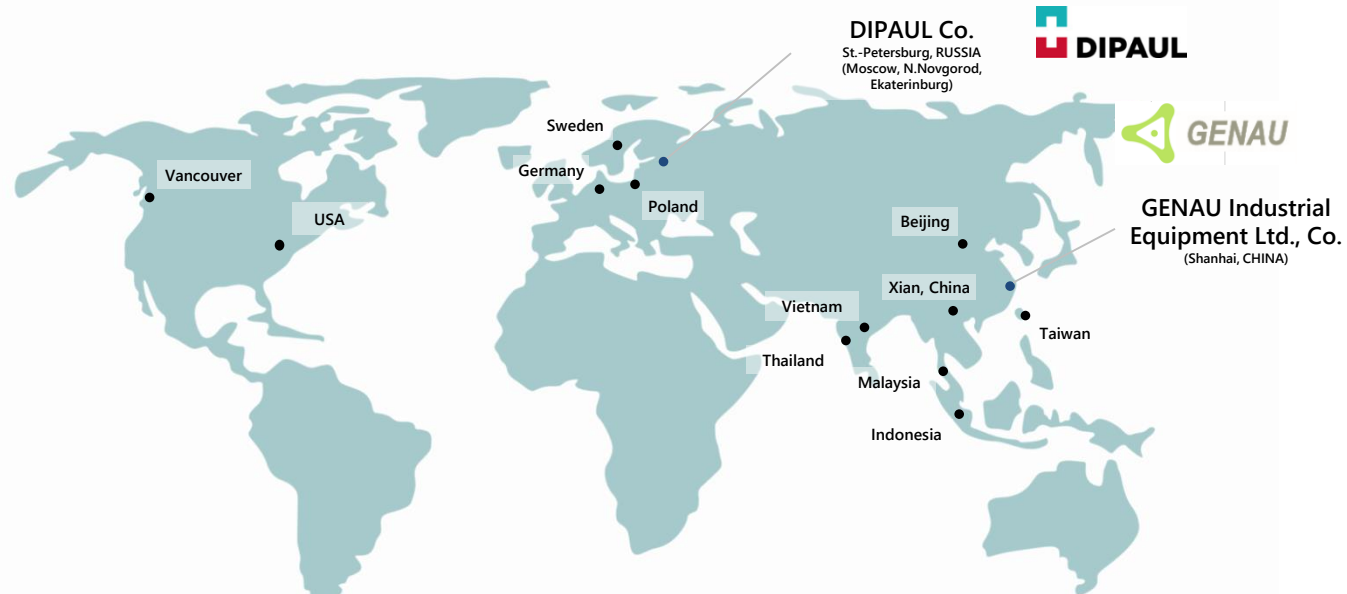 DIPAUL Co.
St.-Petersburg, RUSSIA
(Moscow, N.Novgorod,
Ekaterinburg)
DIPAUL
GENAU
Sweden
Germany
Poland
Vancouver
USA
GENAU Industrial
Equipment Ltd., Co.
(Shanhai, CHINA)
Beijing
Xian, China
Vietnam
Taiwan
Thailand
Malaysia
Indonesia